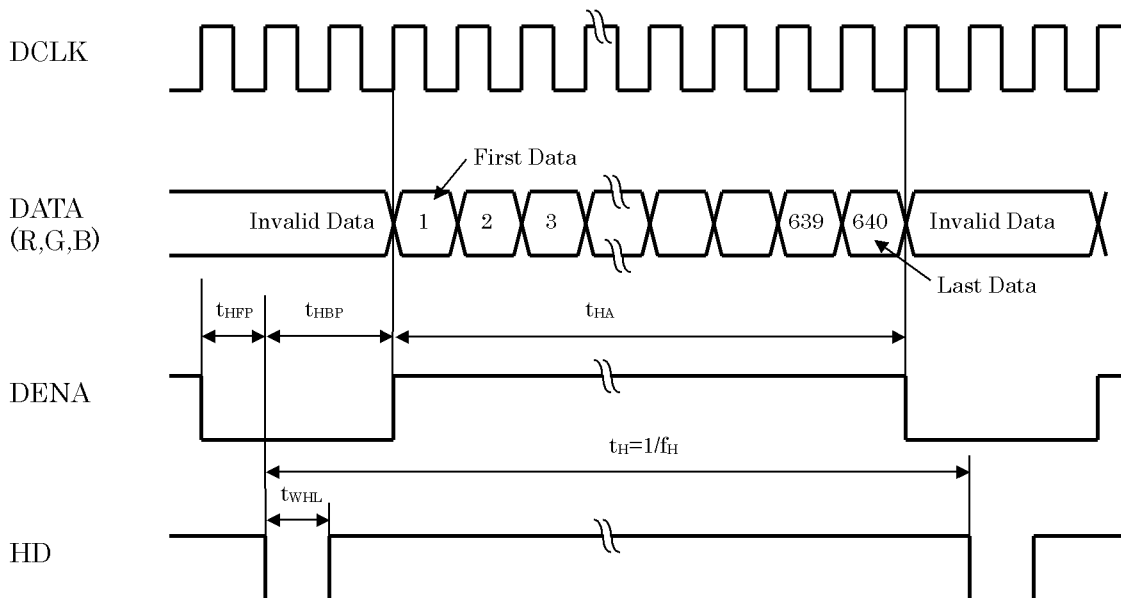 DCLK
First Data
DATA
(R,G,B)
Invalid Data
1
2
3
639
640
Invalid Data
Last Data
tHFP
tHBP
tHA
DENA
tH=1/fH
tWHL
HD